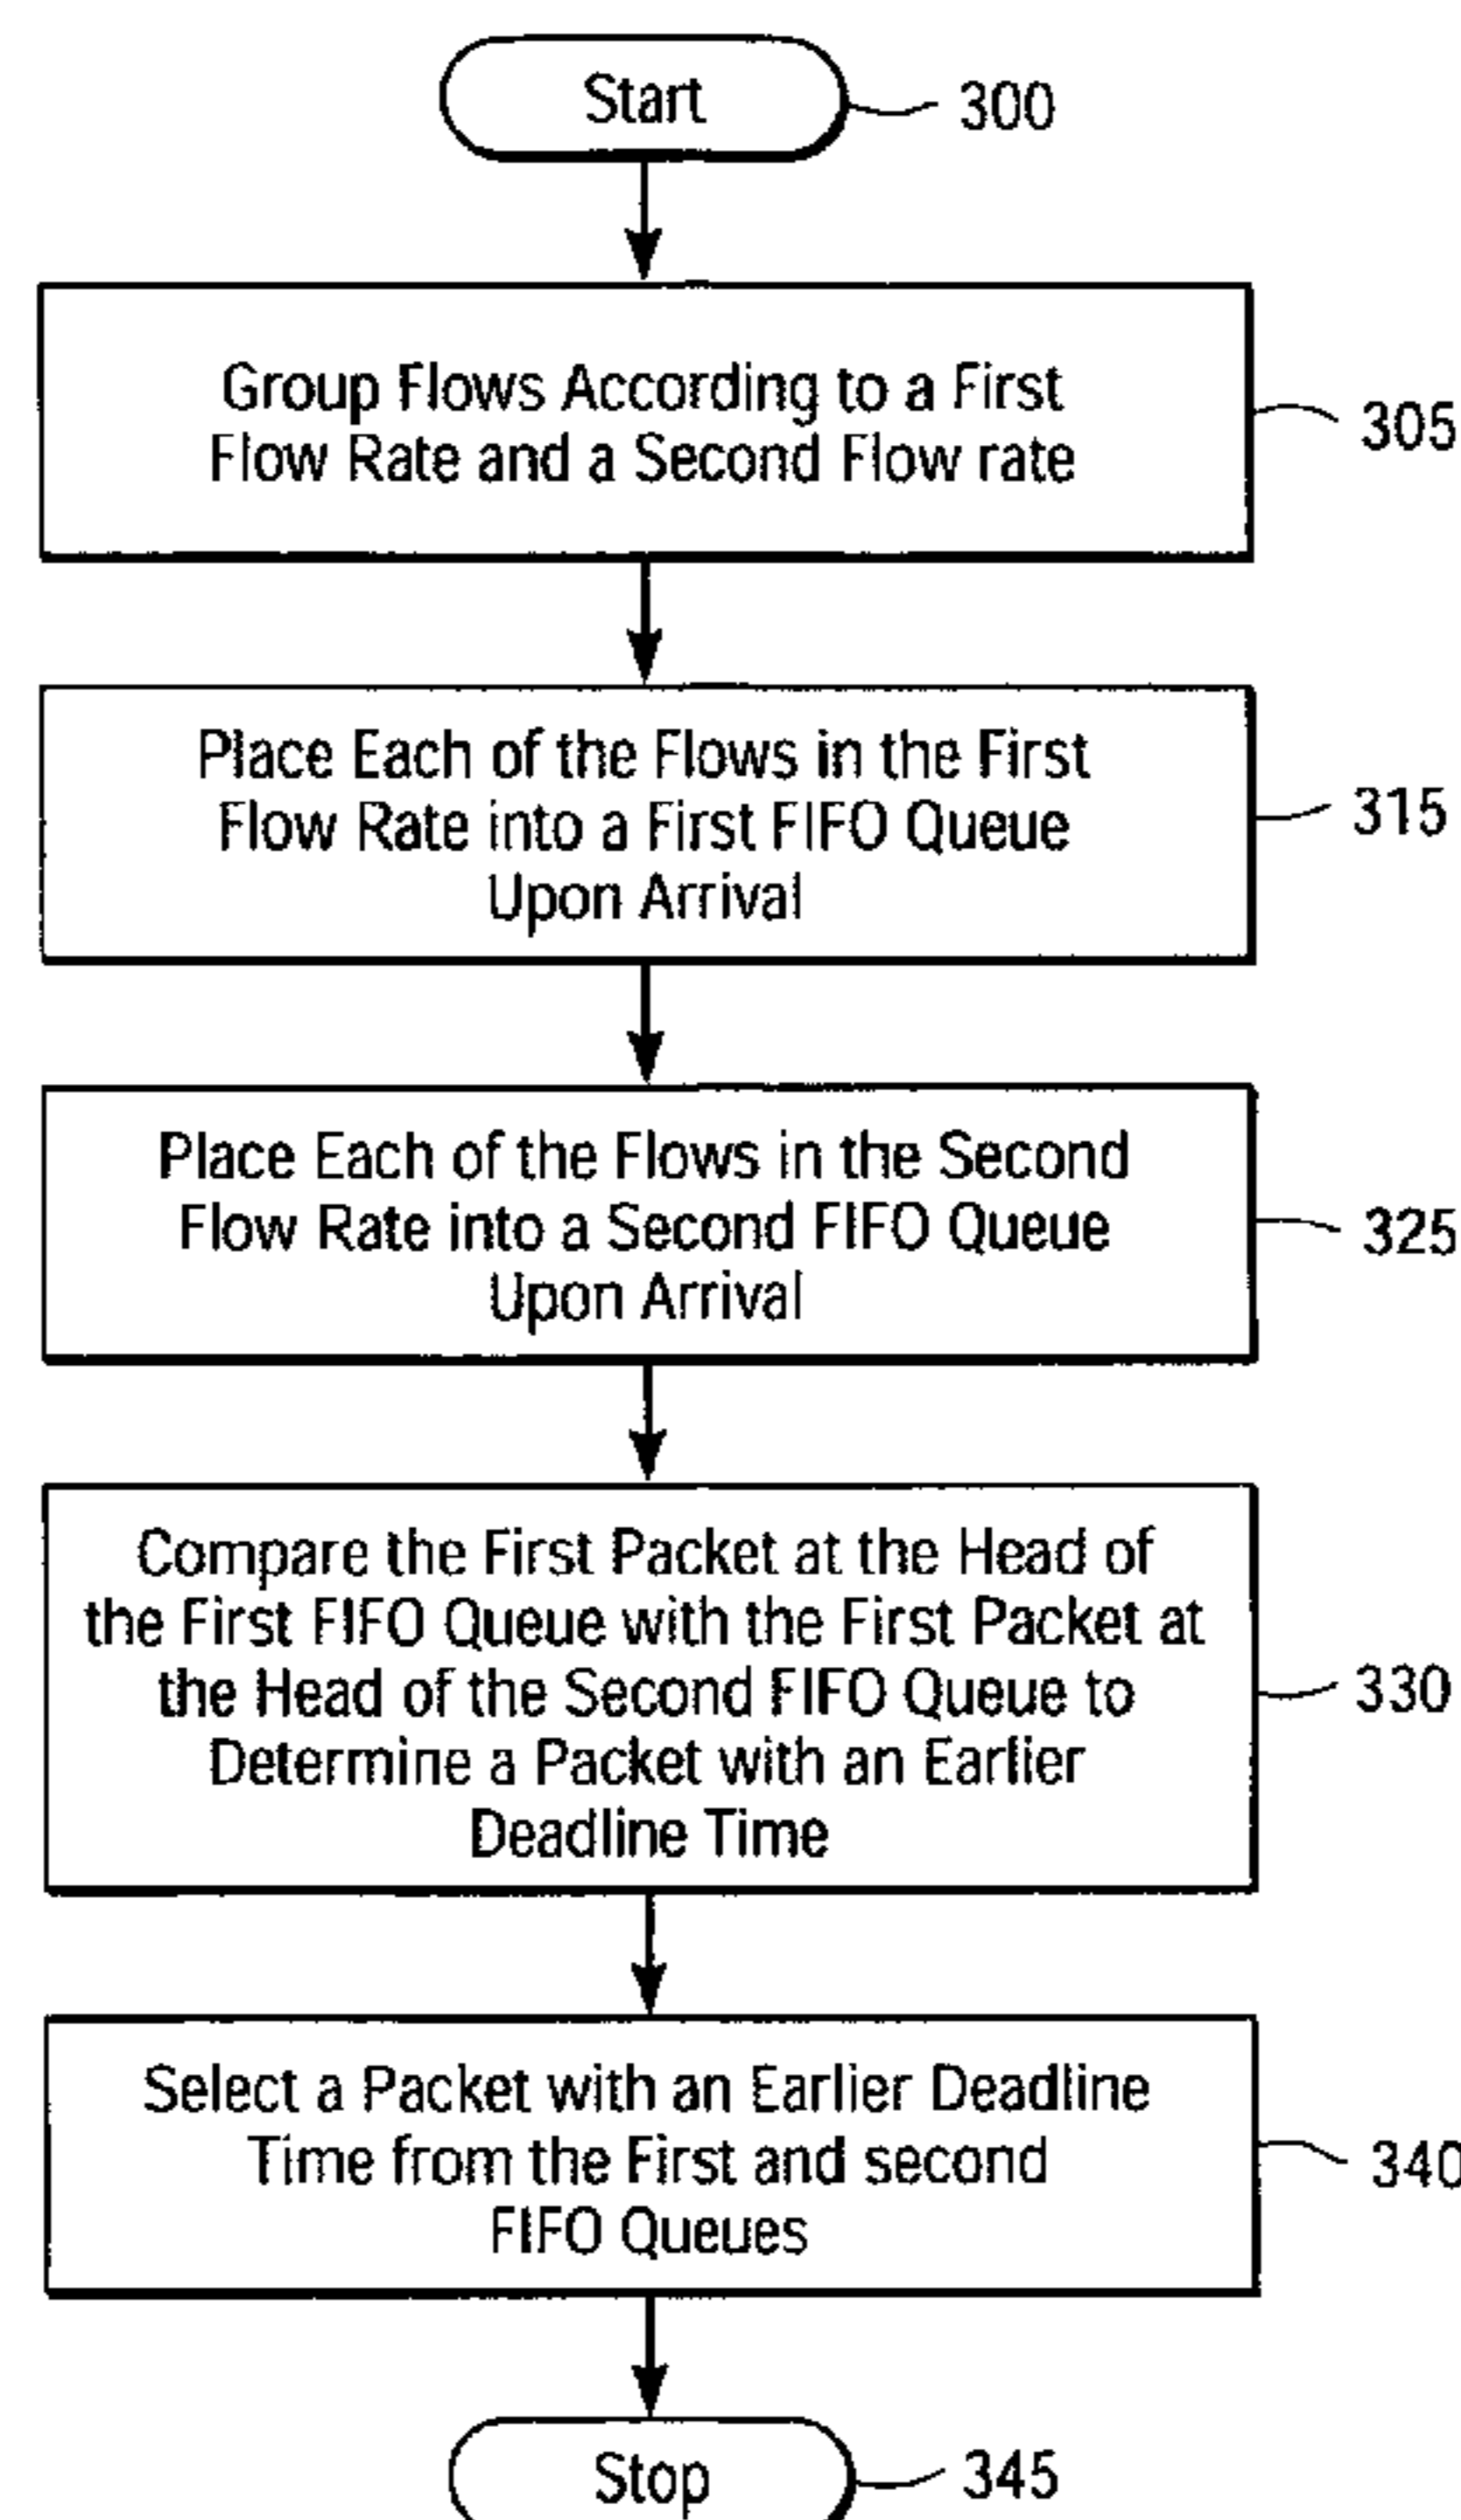 Start
300
Group Flows According to a First
Flow Rate and a Second Flow rate
305
Place Each of the Flows in the First
Flow Rate into a First FIFO Queue
Upon Arrival
315
Place Each of the Flows in the Second
Flow Rate into a Second FIFO Queue
Upon Arrival
325
Compare the First Packet at the Head of
the First FIFO Queue with the First Packet at
the Head of the Second FIFO Queue to
Determine a Packet with an Earlier
Deadline Time
330
Select a Packet with an Earlier Deadline
Time from the First and second
FIFO Queues
340
Stop
345